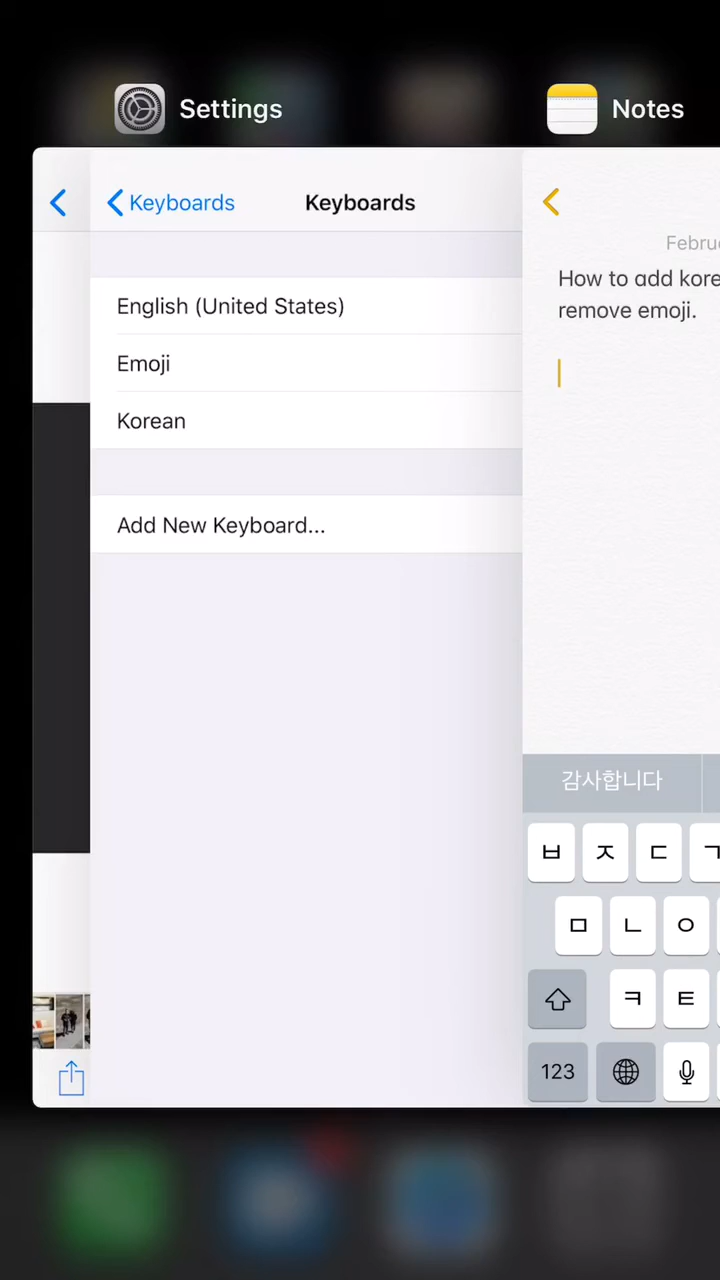 Settings
Notes
Keyboards
Keyboards
English (United States)
Emoji
Korean
Add New Keyboard...
How to add
remove emoji.
감사합니다
ㅂ ㅈ ㄷ ㄱ
ㅁ ㄴ ㅇ
ㅋ ㅌ
123